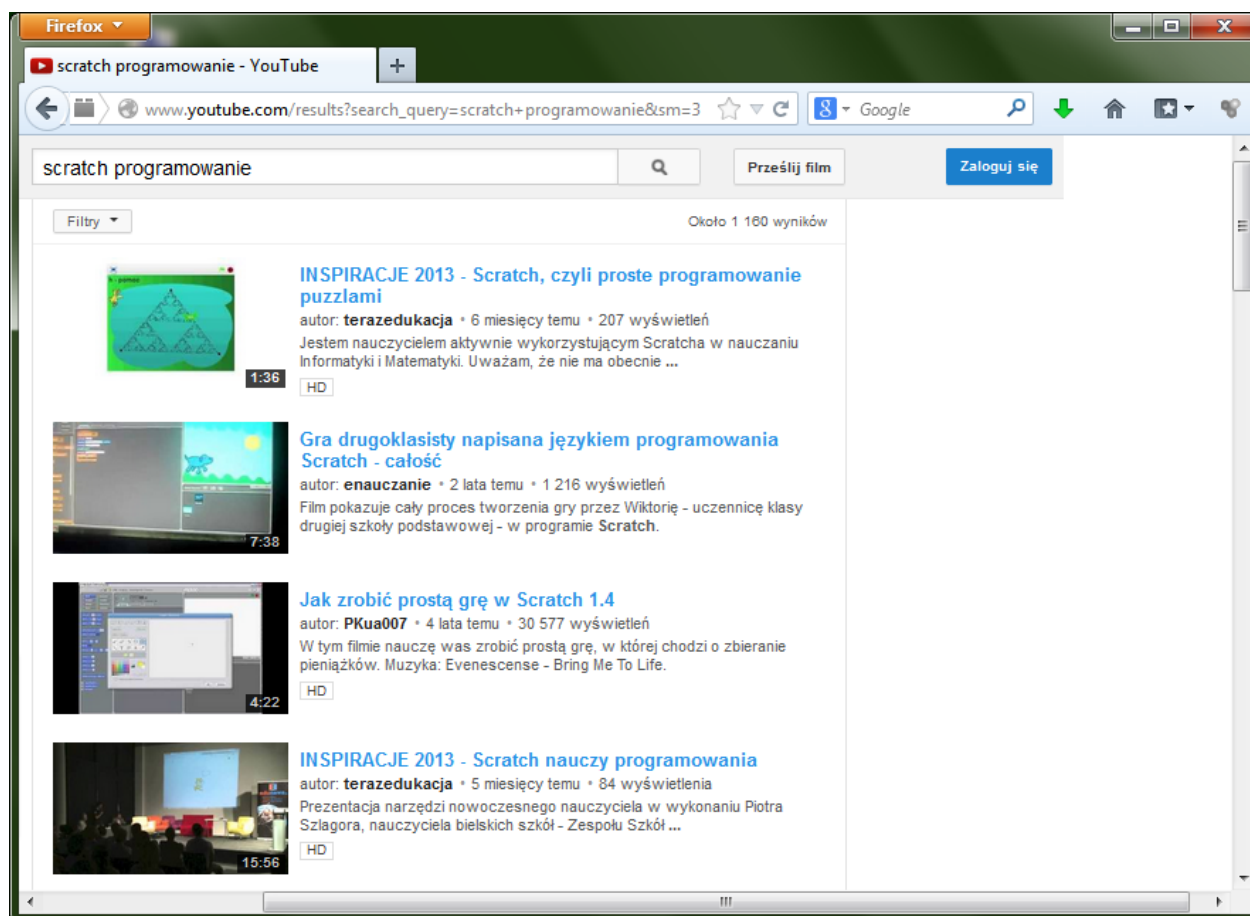 Firefox
scratch programowanie - YouTube
www.youtube.com/results?search_query=scratch+programowanie&sm=3
Google
scratch programowanie
Prześlij film
Zaloguj się
Filtry
Około 1 160 wyników
INSPIRACJE 2013 - Scratch, czyli proste programowanie
puzzlami
autor: terazedukacja • 6 miesięcy temu • 207 wyświetleń
Jestem nauczycielem aktywnie wykorzystującym Scratcha w nauczaniu
Informatyki i Matematyki. Uważam, że nie ma obecnie ...
1:36
HD
Gra drugoklasisty napisana językiem programowania
Scratch - całość
autor: enauczanie • 2 lata temu • 1 216 wyświetleń
Film pokazuje cały proces tworzenia gry przez Wiktorię - uczennicę klasy
drugiej szkoły podstawowej - w programie Scratch.
7:38
Jak zrobić prostą grę w Scratch 1.4
autor: PKua007 • 4 lata temu • 30 577 wyświetleń
W tym filmie nauczę was zrobić prostą grę, w której chodzi o zbieranie
pieniążków. Muzyka: Evenescense - Bring Me To Life.
HD
4:22
INSPIRACJE 2013 - Scratch nauczy programowania
autor: terazedukacja • 5 miesięcy temu • 84 wyświetlenia
Prezentacja narzędzi nowoczesnego nauczyciela w wykonaniu Piotra
Szlagora, nauczyciela bielskich szkół - Zespołu Szkół ...
HD
15:56